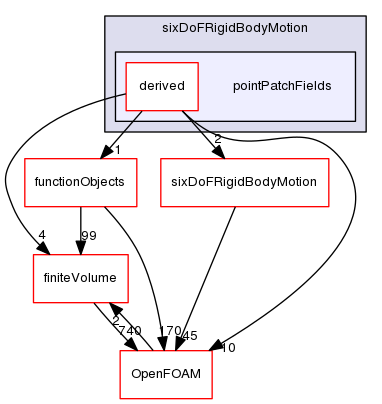 sixDoFRigidBodyMotion
derived
pointPatchFields
1
2
functionObjects
sixDoFRigidBodyMotion
4
99
finiteVolume
2
740
170
45
10
OpenFOAM